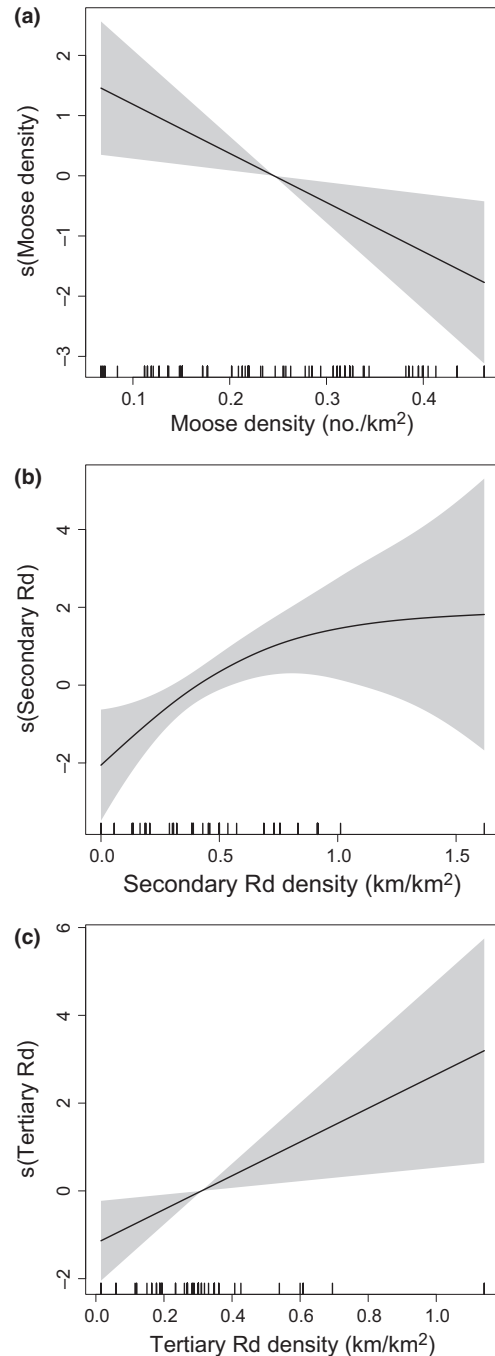 (a)
2
1
0
−1
−2
−3
s(Moose density)
0.1 0.2 0.3 0.4
Moose density (no./km²)
(b)
4
2
0
−2
s(Secondary Rd)
0.0 0.5 1.0 1.5
Secondary Rd density (km/km²)
(c)
6
4
2
0
−2
s(Tertiary Rd)
0.0 0.2 0.4 0.6 0.8 1.0
Tertiary Rd density (km/km²)